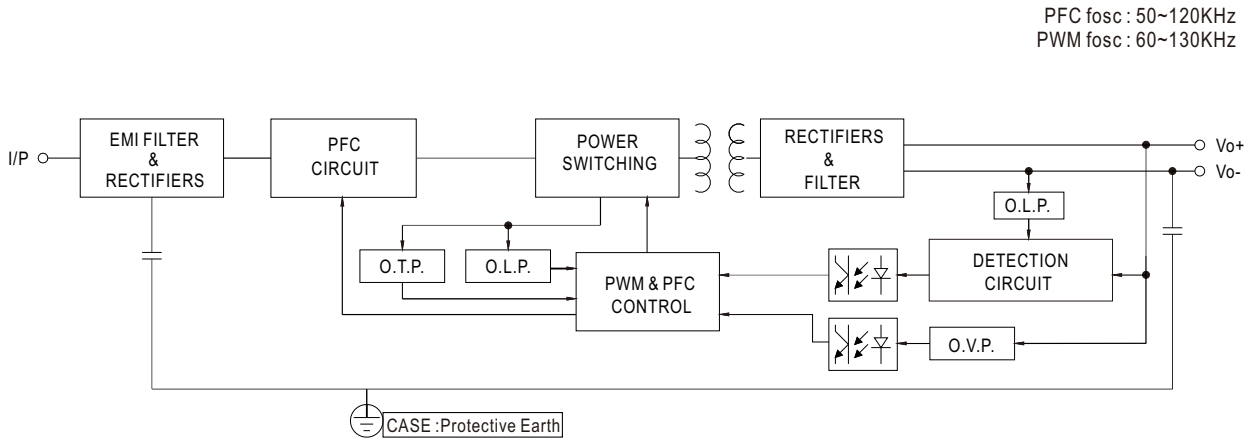 PFC fosc : 50~120KHz
PWM fosc : 60~130KHz
I/P
EMI FILTER
&
RECTIFIERS
PFC
CIRCUIT
POWER
SWITCHING
RECTIFIERS
&
FILTER
Vo+
Vo-
O.L.P.
O.T.P.
O.L.P.
PWM & PFC
CONTROL
DETECTION
CIRCUIT
O.V.P.
CASE :Protective Earth